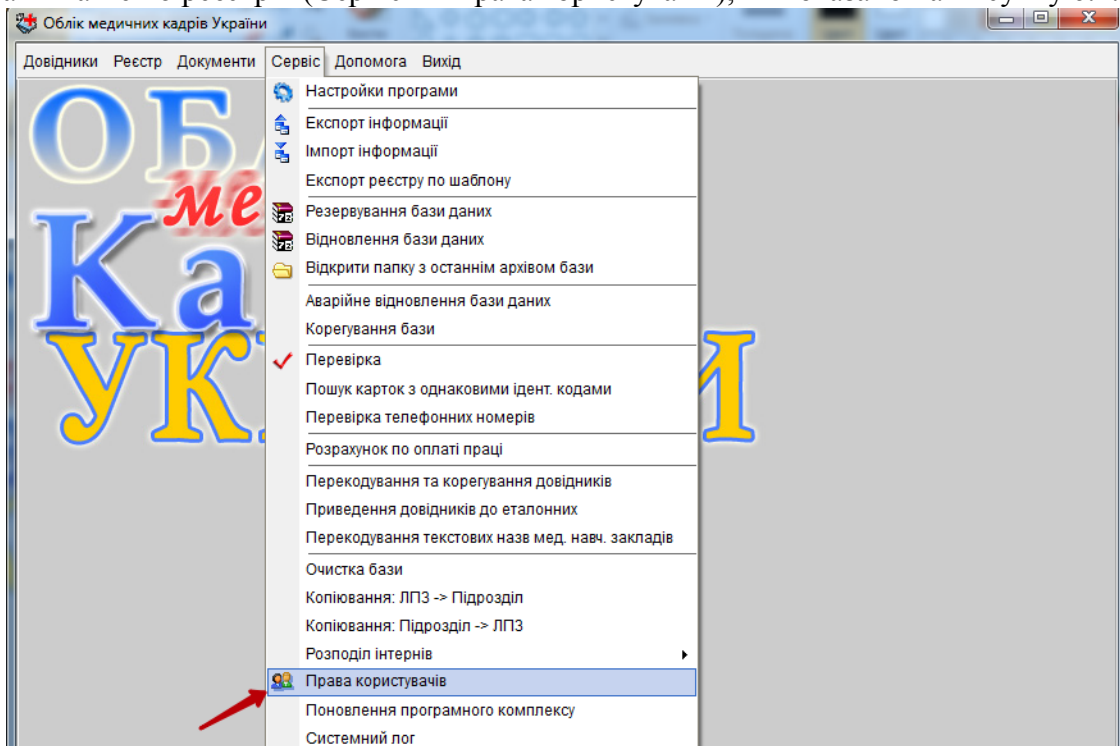 Облік медичних кадрів України
Довідники Реєстр Документи Сервіс Допомога Вихід
Настройки програми
Експорт інформації
Імпорт інформації
Експорт реєстру по шаблону
Резервування бази даних
Відновлення бази даних
Відкрити папку з останнім архівом бази
Аварійне відновлення бази даних
Корегування бази
Перевірка
Пошук карток з однаковими ідент. кодами
Перевірка телефонних номерів
Розрахунок по оплаті праці
Перекодування та корегування довідників
Приведення довідників до еталонних
Перекодування текстових назв мед. навч. закладів
Очистка бази
Копіювання: ЛПЗ -> Підрозділ
Копіювання: Підрозділ -> ЛПЗ
Розподіл інтернів
Права користувачів
Поновлення програмного комплексу
Системний лог